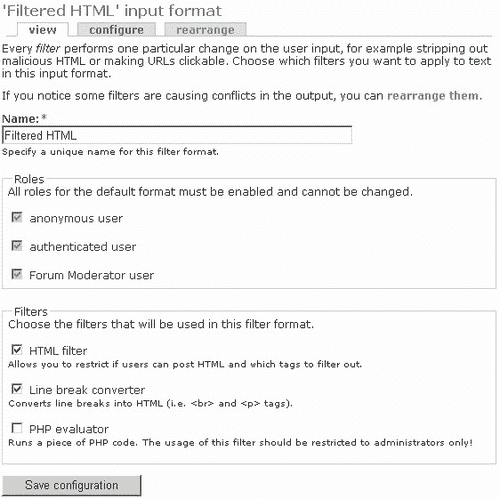 'Filtered HTML' input format
view configure rearrange
Every filter performs one particular change on the user input, for example stripping out
malicious HTML or making URLs clickable. Choose which filters you want to apply to text
in this input format.
If you notice some filters are causing conflicts in the output, you can rearrange them.
Name:*
Filtered HTML
Specify a unique name for this filter format.
Roles
All roles for the default format must be enabled and cannot be changed.
anonymous user
authenticated user
Forum Moderator user
Filters
Choose the filters that will be used in this filter format.
HTML filter
Allows you to restrict if users can post HTML and which tags to filter out.
Line break converter
Converts line breaks into HTML (i.e. <br> and <p> tags).
PHP evaluator
Runs a piece of PHP code. The usage of this filter should be restricted to administrators only!
Save configuration